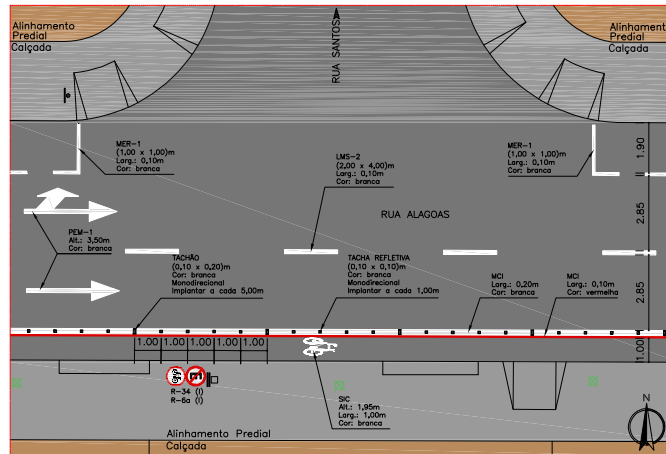 Alinhamento
Predial
Calçada
RUA SANTOS
Alinhamento
Predial
Calçada
MER-1
(1,00 x 1,00)m
Larg.: 0,10m
Cor: branca
LMS-2
(2,00 x 4,00)m
Larg.: 0,10m
Cor: branca
MER-1
(1,00 x 1,00)m
Larg.: 0,10m
Cor: branca
1.90
RUA ALAGOAS
2.85
PEM-1
Alt.: 3,50m
Cor: branca
TACHÃO
(0,10 x 0,20)m
Cor: branca
Monodirecional
Implantar a cada 5,00m
TACHA REFLETIVA
(0,10 x 0,10)m
Cor: branca
Monodirecional
Implantar a cada 1,00m
MCI
Larg.: 0,20m
Cor: branca
MCI
Larg.: 0,10m
Cor: vermelha
2.85
1.00 1.00 1.00 1.00 1.00
1.00
R-34 (I)
R-6a (I)
SIC
Alt.: 1,95m
Larg.: 1,00m
Cor: branca
N
Alinhamento Predial
Calçada